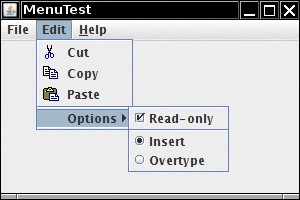 MenuTest
File Edit Help
Cut
Copy
Paste
Options
Read-only
Insert
Overtype